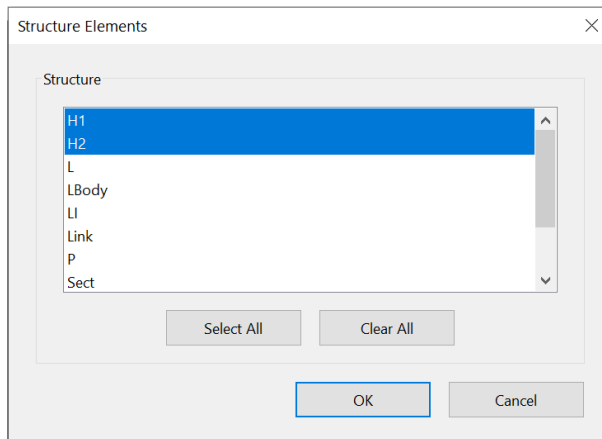 Structure Elements
Structure
H1
H2
L
LBody
LI
Link
P
Sect
Select All
Clear All
OK
Cancel